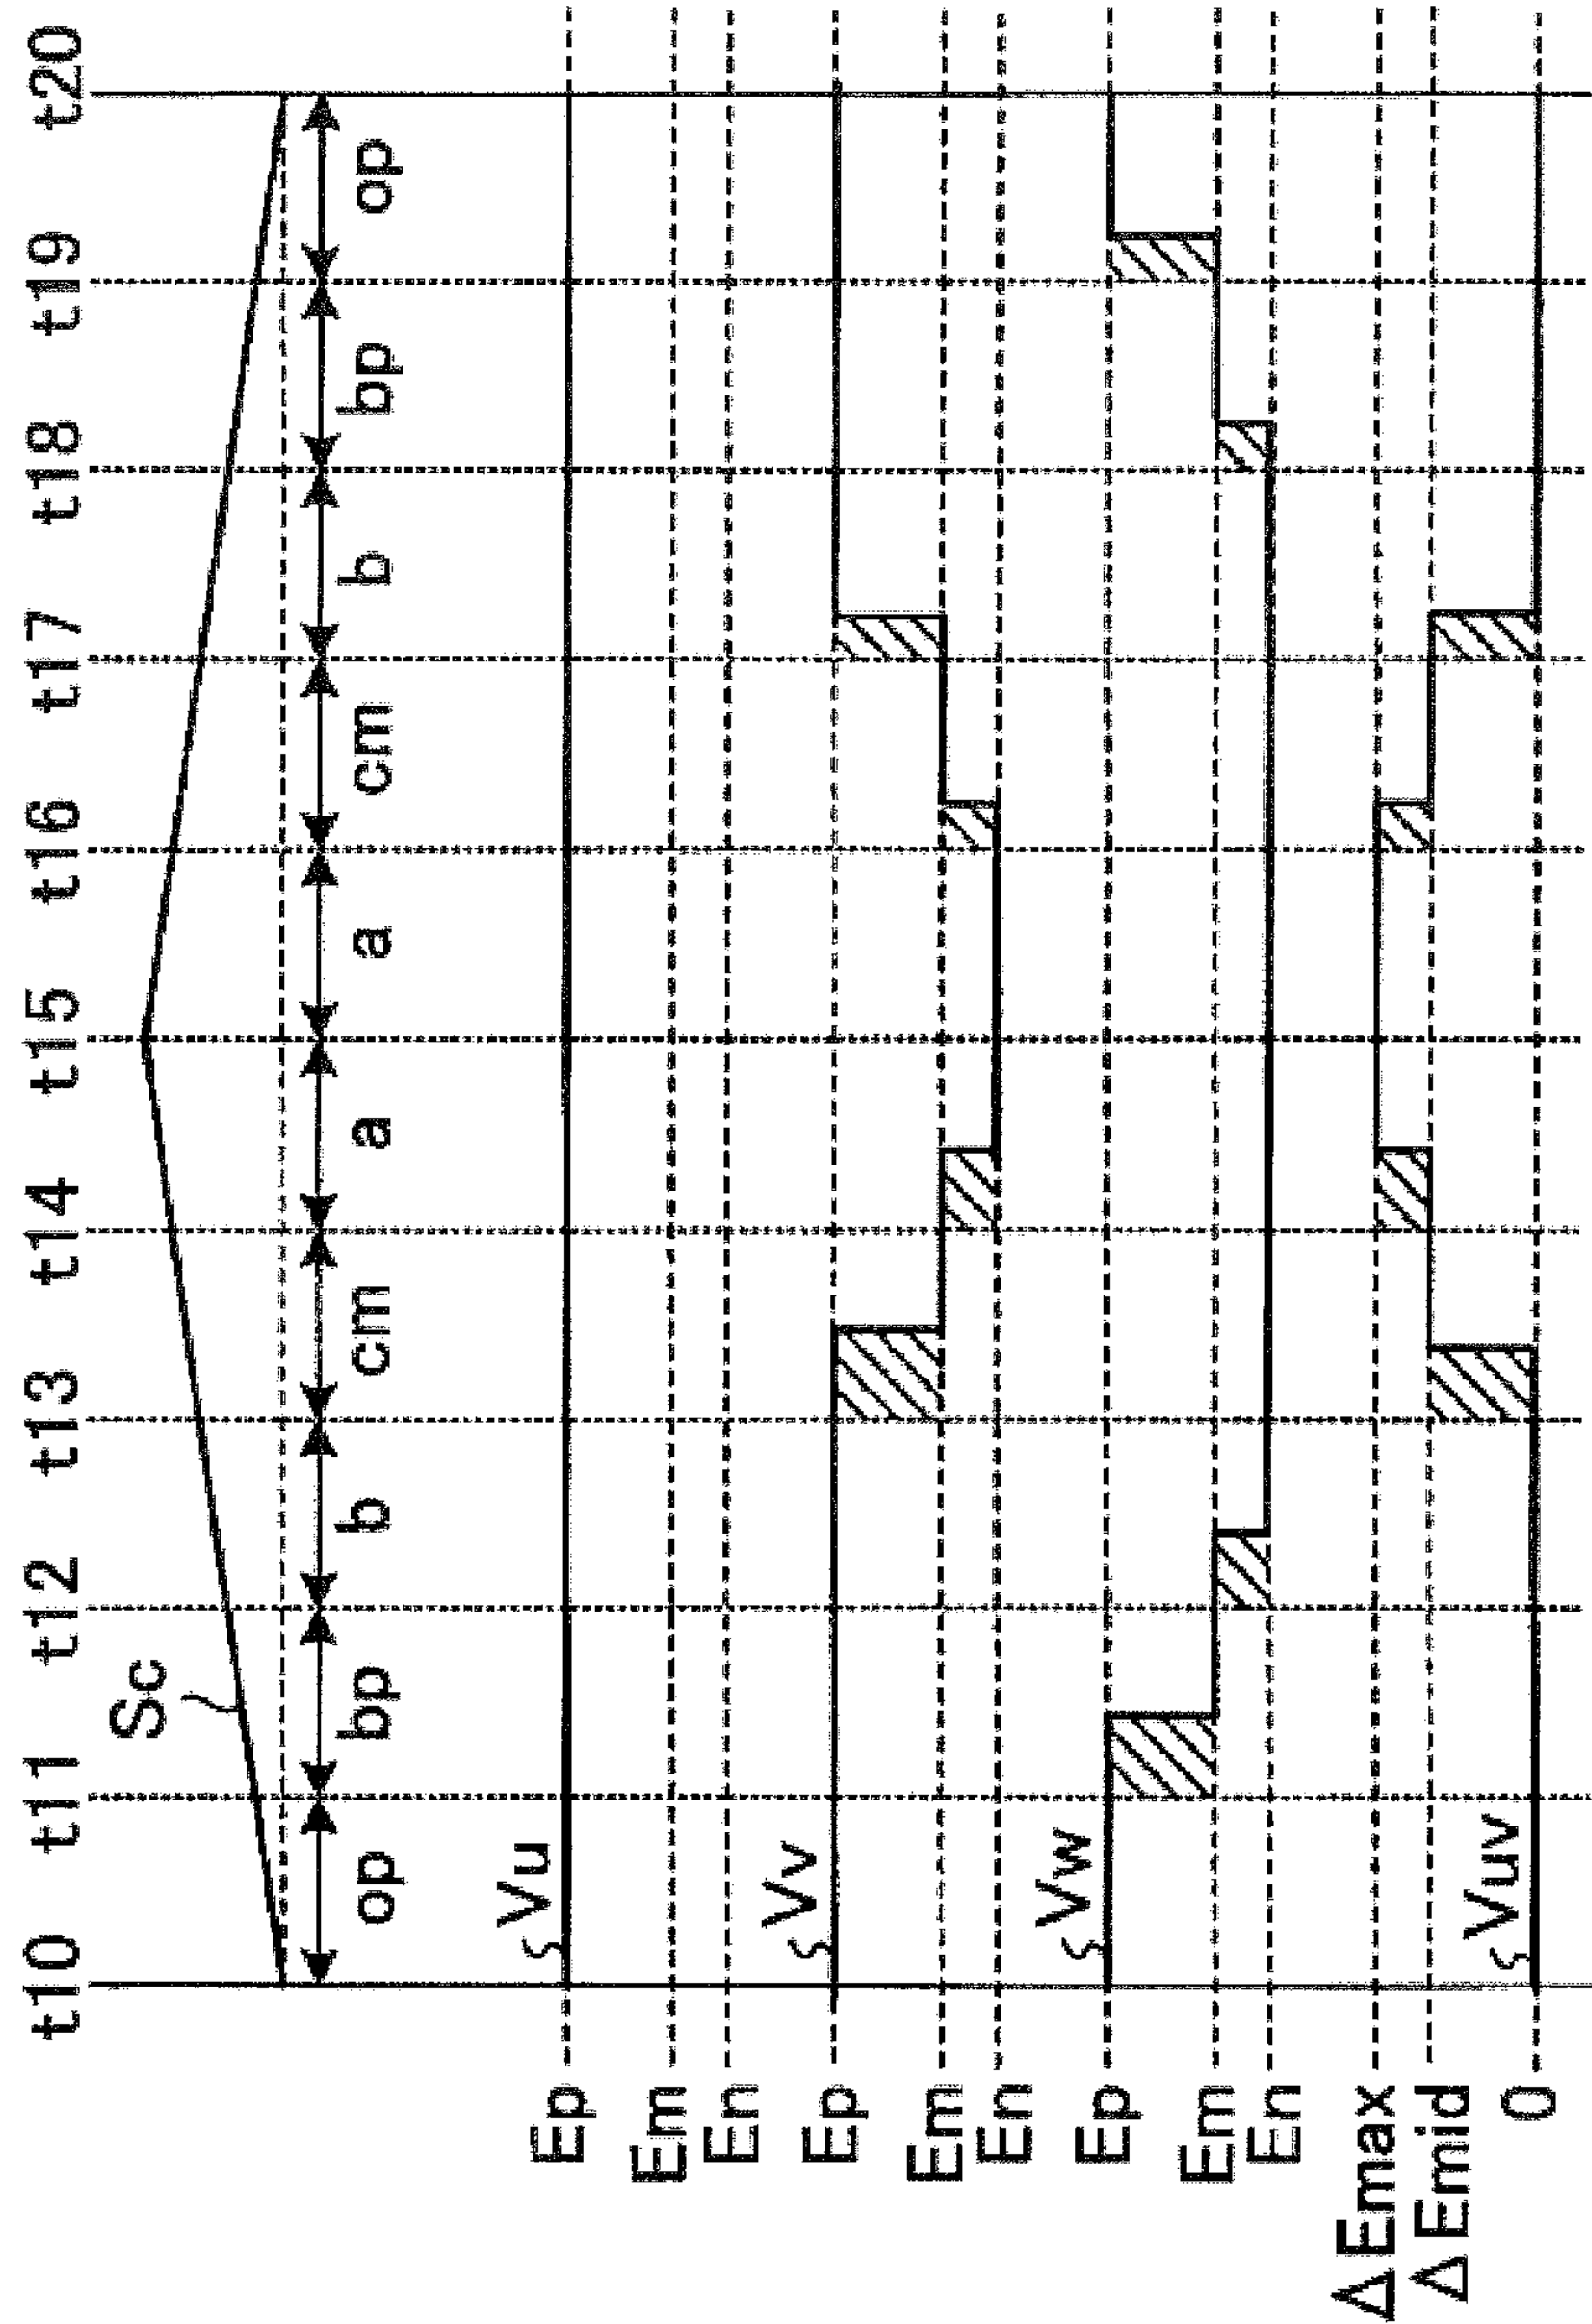 t10 t11 t12 t13 t14 t15 t16 t17 t18 t19 t20
Sc
op bp b cm a a cm b bp op
Vu
Ep
Em
En
Vv
Ep
Em
En
Vw
Ep
Em
En
ΔEmax
ΔEmid
Vuv
0